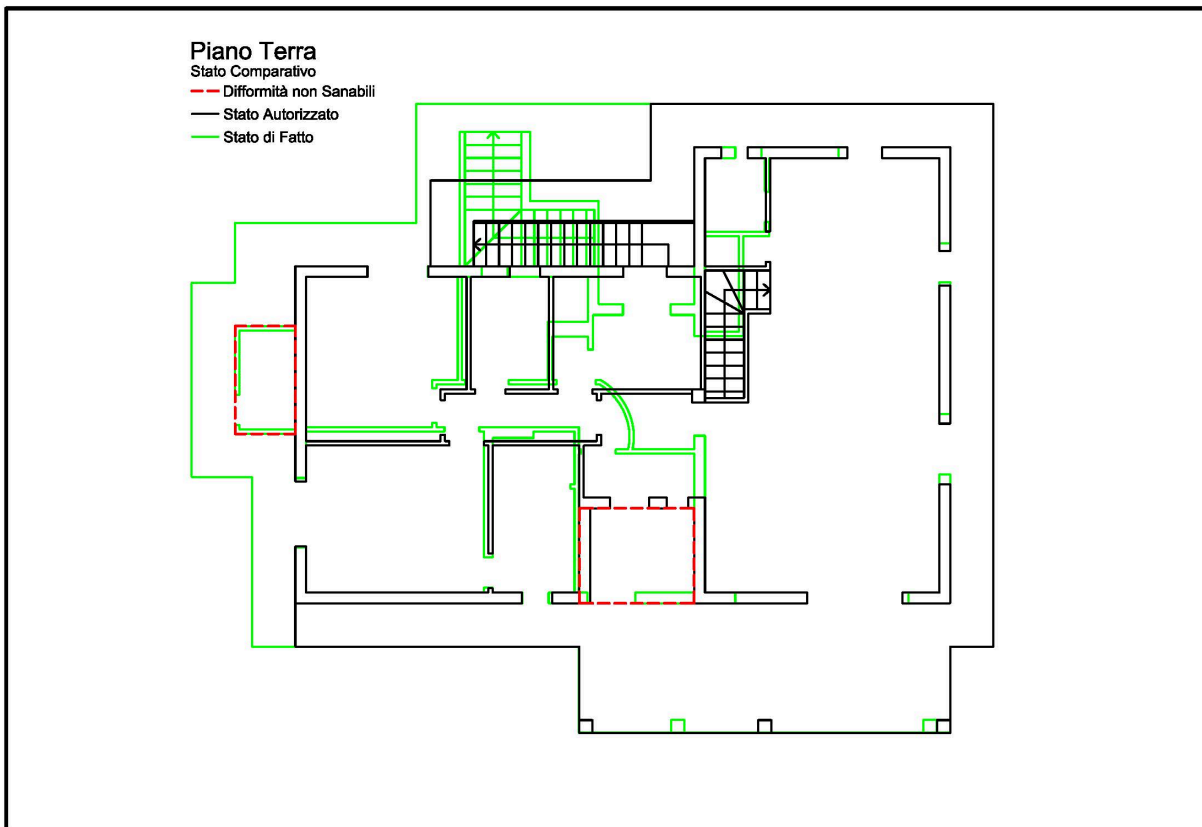 Piano Terra
Stato Comparativo
Difformità non Sanabili
Stato Autorizzato
Stato di Fatto